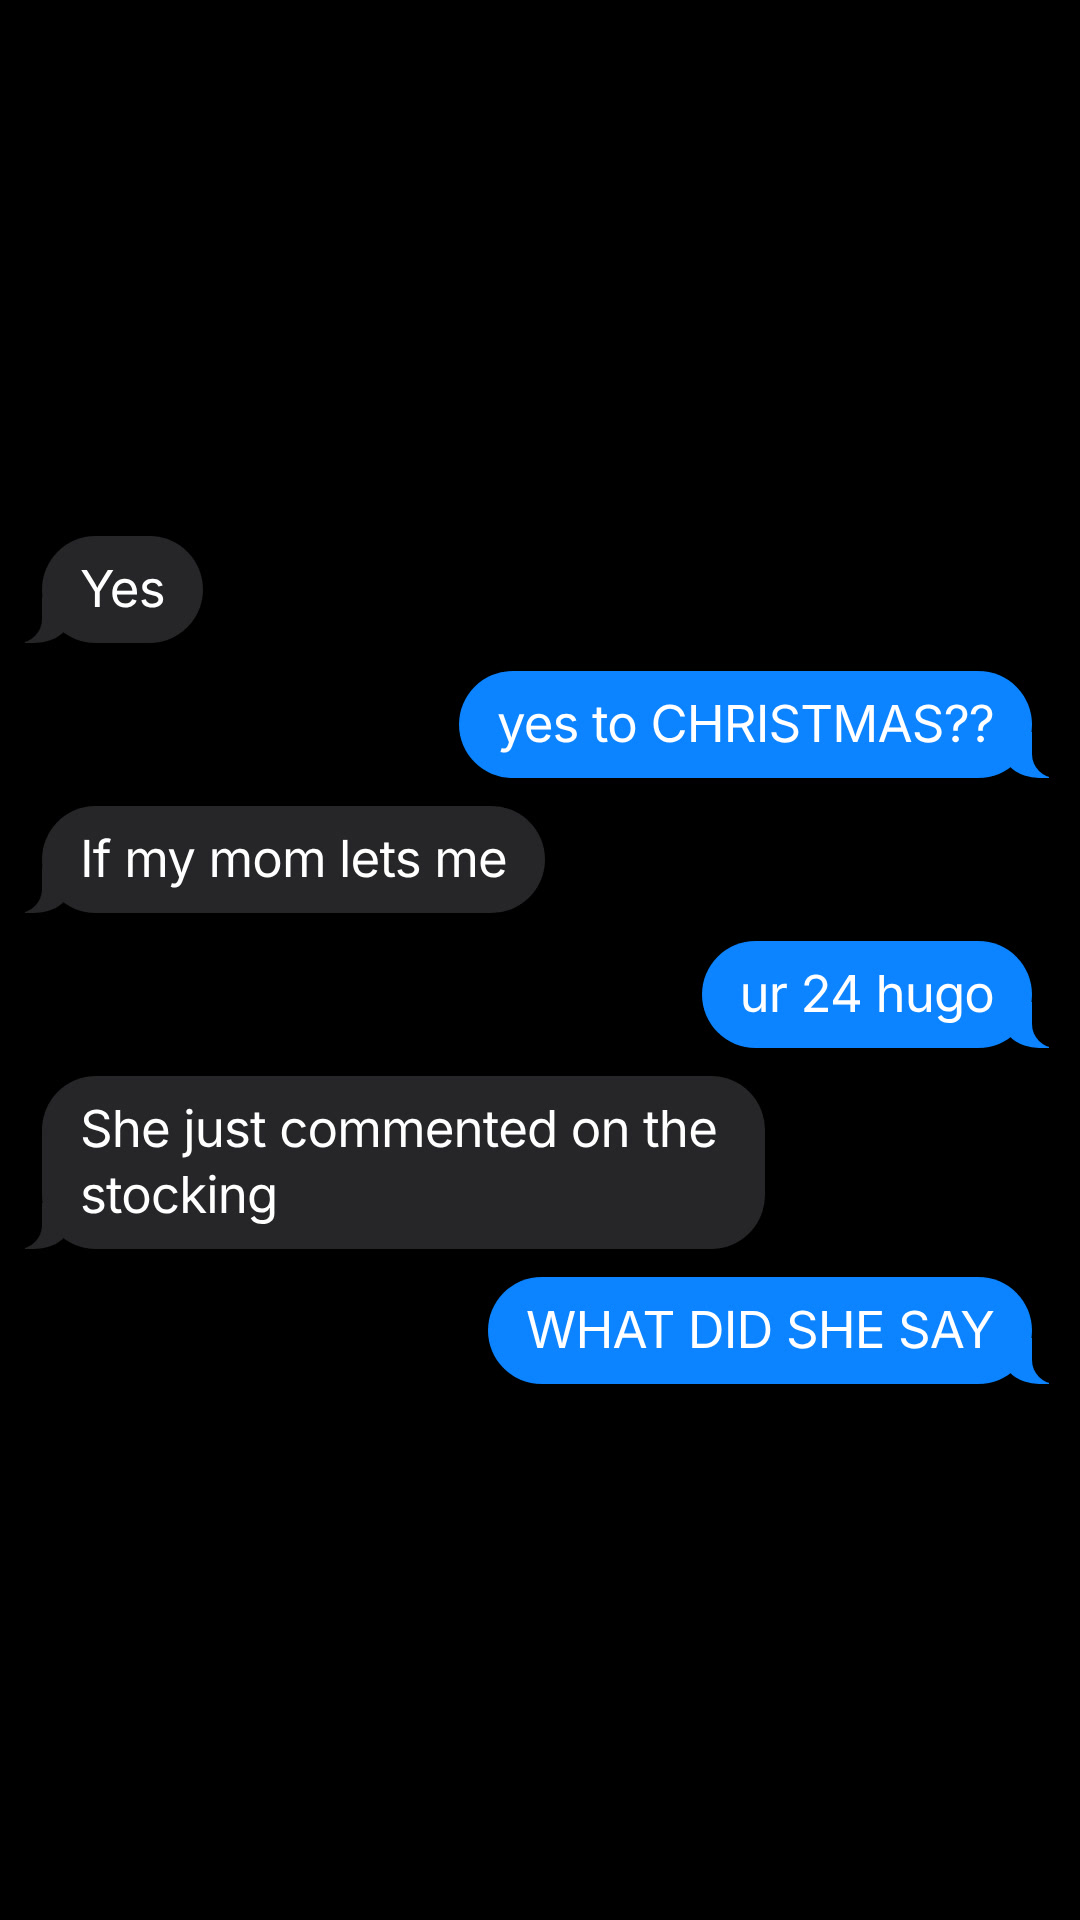 Yes
yes to CHRISTMAS??
If my mom lets me
ur 24 hugo
She just commented on the
stocking
WHAT DID SHE SAY